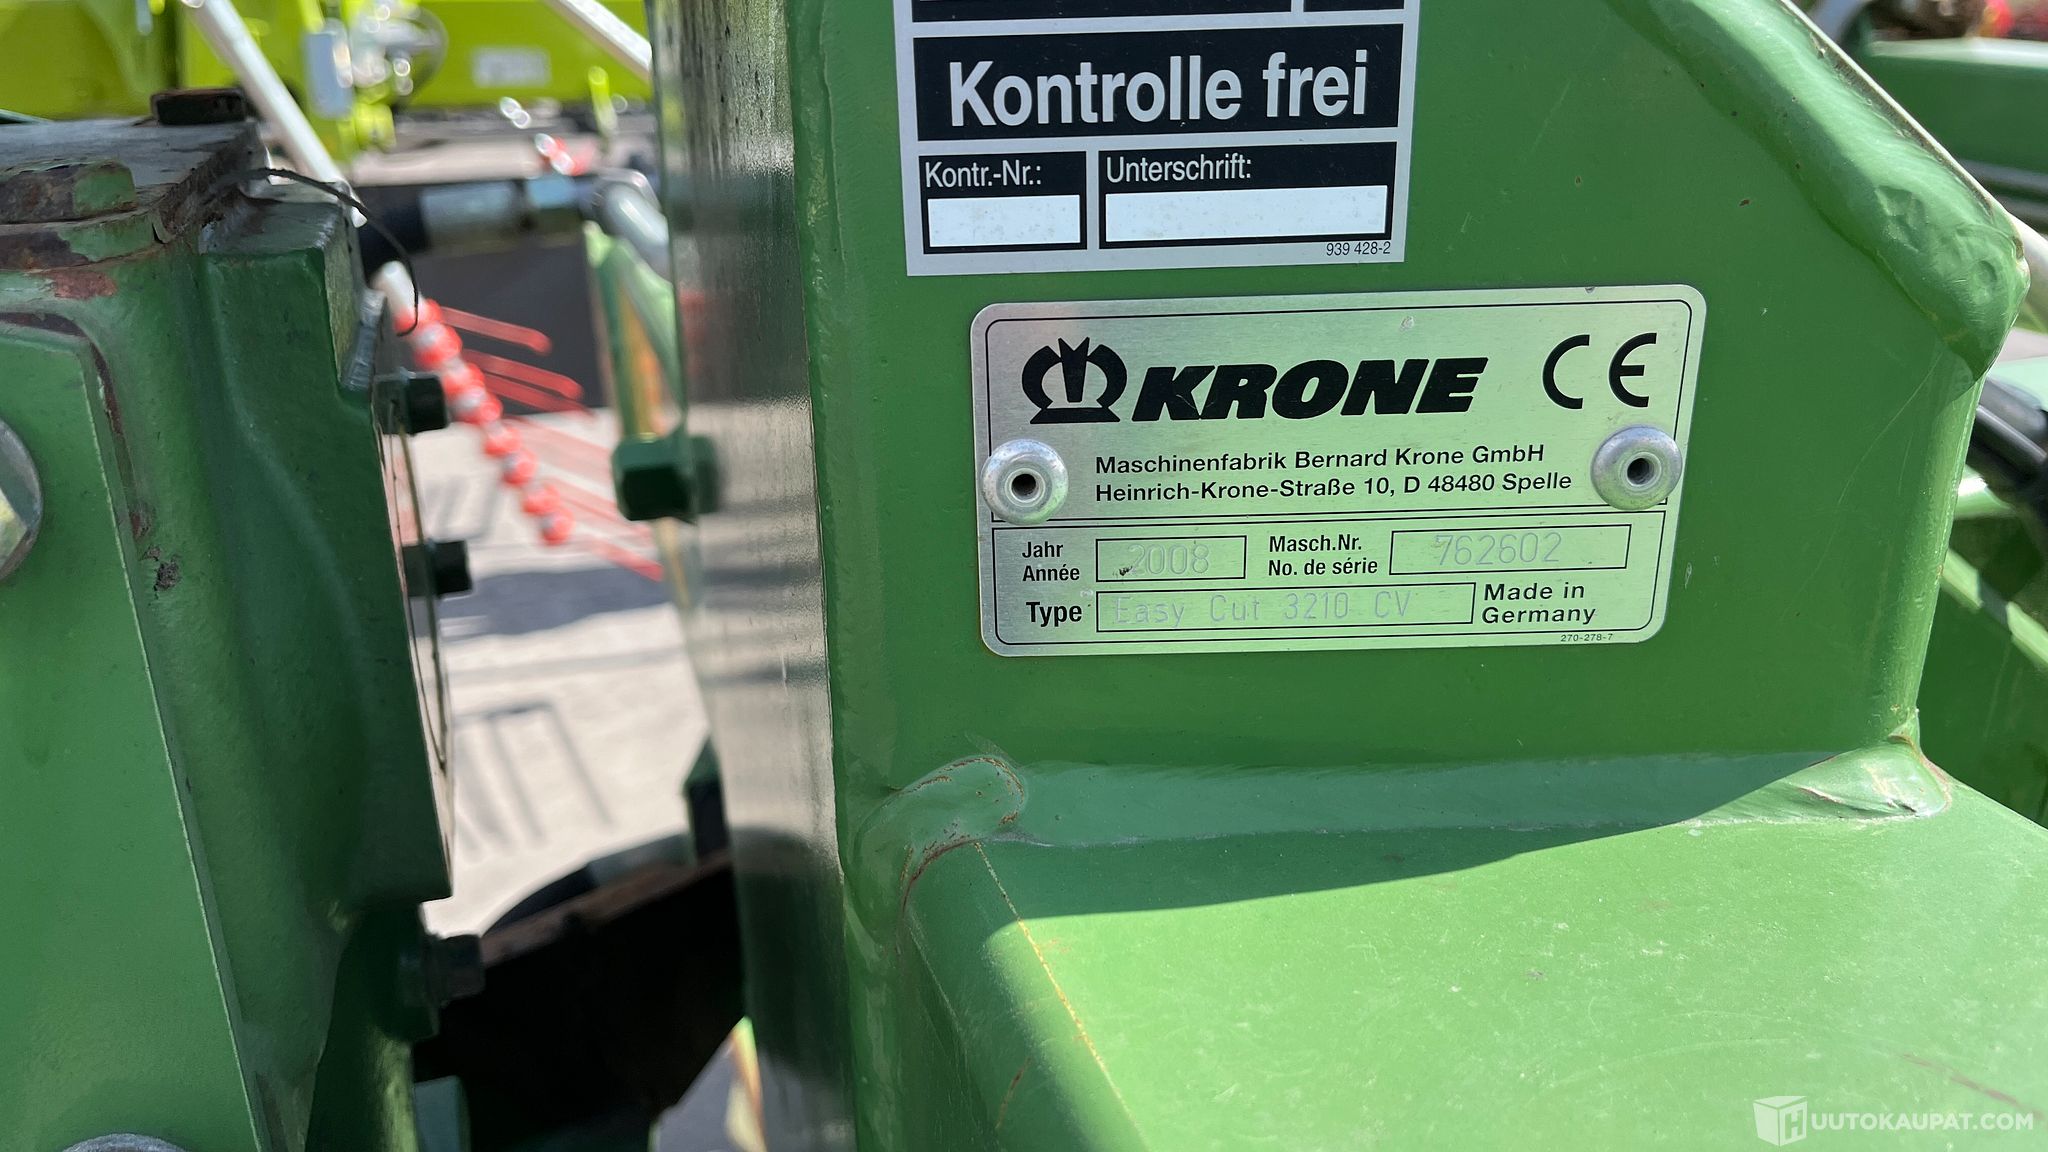 Kontrolle frei
Kontr.-Nr.:
Unterschrift:
939 428-2
KRONE CE
Maschinenfabrik Bernard Krone GmbH
Heinrich-Krone-Straße 10, D 48480 Spelle
Jahr
Année
2008
Masch.Nr.
No. de série
762602
Type
Easy Cut 3210 CV
Made in
Germany
270-278-7
HUUTOKAUPAT.COM